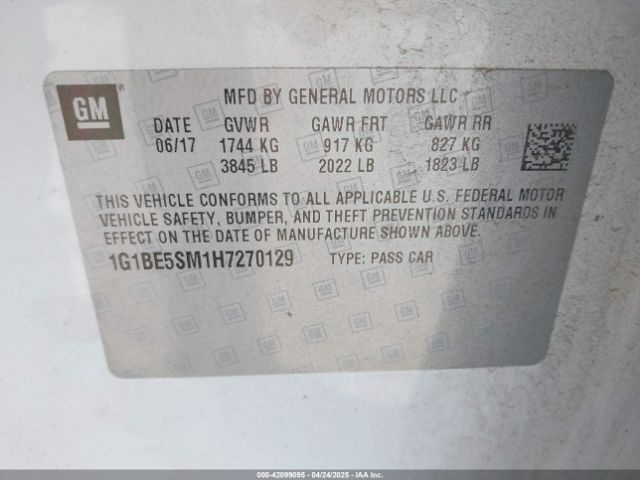 GM ®
MFD BY GENERAL MOTORS LLC
DATE GVWR GAWR FRT GAWR RR
06/17 1744 KG 917 KG 827 KG
3845 LB 2022 LB 1823 LB
THIS VEHICLE CONFORMS TO ALL APPLICABLE U.S. FEDERAL MOTOR
VEHICLE SAFETY, BUMPER, AND THEFT PREVENTION STANDARDS IN
EFFECT ON THE DATE OF MANUFACTURE SHOWN ABOVE.
1G1BE5SM1H7270129 TYPE: PASS CAR
000-42099095 - 04/24/2025 - IAAI.COM